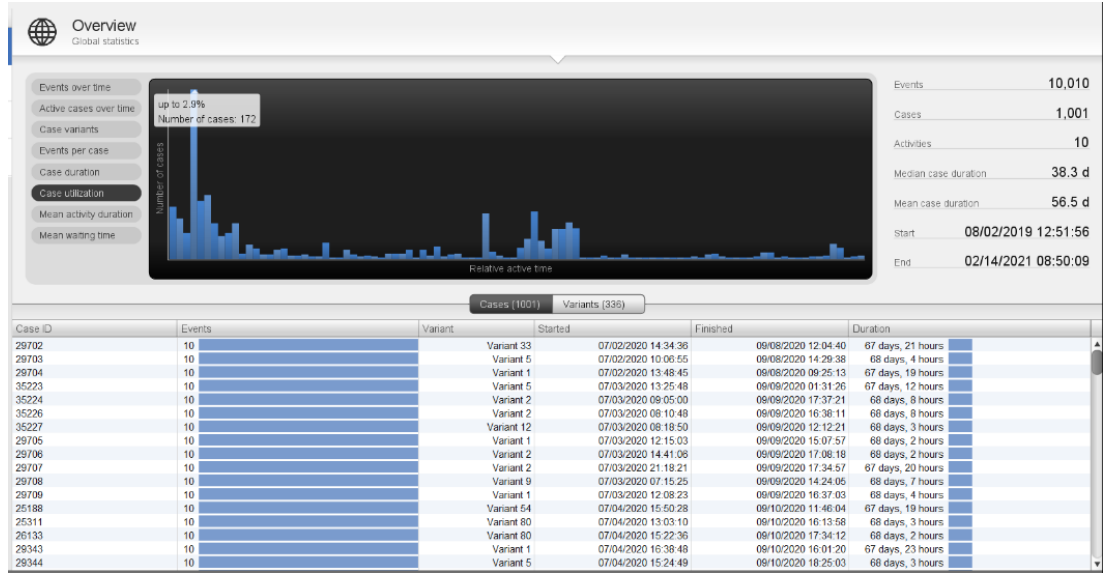 Overview
Global statistics
Events over time
Active cases over time
Case variants
Events per case
Case duration
Case utilization
Mean activity duration
Mean waiting time
up to 2.9%
Number of cases: 172
Number of cases
Relative active time
Events 10,010
Cases 1,001
Activities 10
Median case duration 38.3 d
Mean case duration 56.5 d
Start 08/02/2019 12:51:56
End 02/14/2021 08:50:09
Cases (1001) Variants (336)
Case ID Events Variant Started Finished Duration
29702 10 Variant 33 07/02/2020 14:34:36 09/08/2020 12:04:40 67 days, 21 hours
29703 10 Variant 5 07/02/2020 10:06:55 09/08/2020 14:29:38 68 days, 4 hours
29704 10 Variant 1 07/02/2020 13:48:45 09/08/2020 09:25:13 67 days, 19 hours
35223 10 Variant 5 07/03/2020 13:25:48 09/09/2020 01:31:26 67 days, 12 hours
35224 10 Variant 2 07/03/2020 09:05:00 09/09/2020 17:37:21 68 days, 8 hours
35226 10 Variant 2 07/03/2020 08:10:48 09/09/2020 16:38:11 68 days, 8 hours
35227 10 Variant 12 07/03/2020 08:18:50 09/09/2020 12:12:21 68 days, 3 hours
29705 10 Variant 1 07/03/2020 12:15:03 09/09/2020 15:07:57 68 days, 2 hours
29706 10 Variant 2 07/03/2020 14:41:06 09/09/2020 17:08:18 68 days, 2 hours
29707 10 Variant 2 07/03/2020 21:18:21 09/09/2020 17:34:57 67 days, 20 hours
29708 10 Variant 9 07/03/2020 07:15:25 09/09/2020 14:24:05 68 days, 7 hours
29709 10 Variant 1 07/03/2020 12:08:23 09/09/2020 16:37:03 68 days, 4 hours
25188 10 Variant 54 07/04/2020 15:50:28 09/10/2020 11:46:04 67 days, 19 hours
25311 10 Variant 80 07/04/2020 13:03:10 09/10/2020 16:13:58 68 days, 3 hours
26133 10 Variant 80 07/04/2020 15:22:36 09/10/2020 17:34:12 68 days, 2 hours
29343 10 Variant 1 07/04/2020 16:38:48 09/10/2020 16:01:20 67 days, 23 hours
29344 10 Variant 5 07/04/2020 15:24:49 09/10/2020 18:25:03 68 days, 3 hours